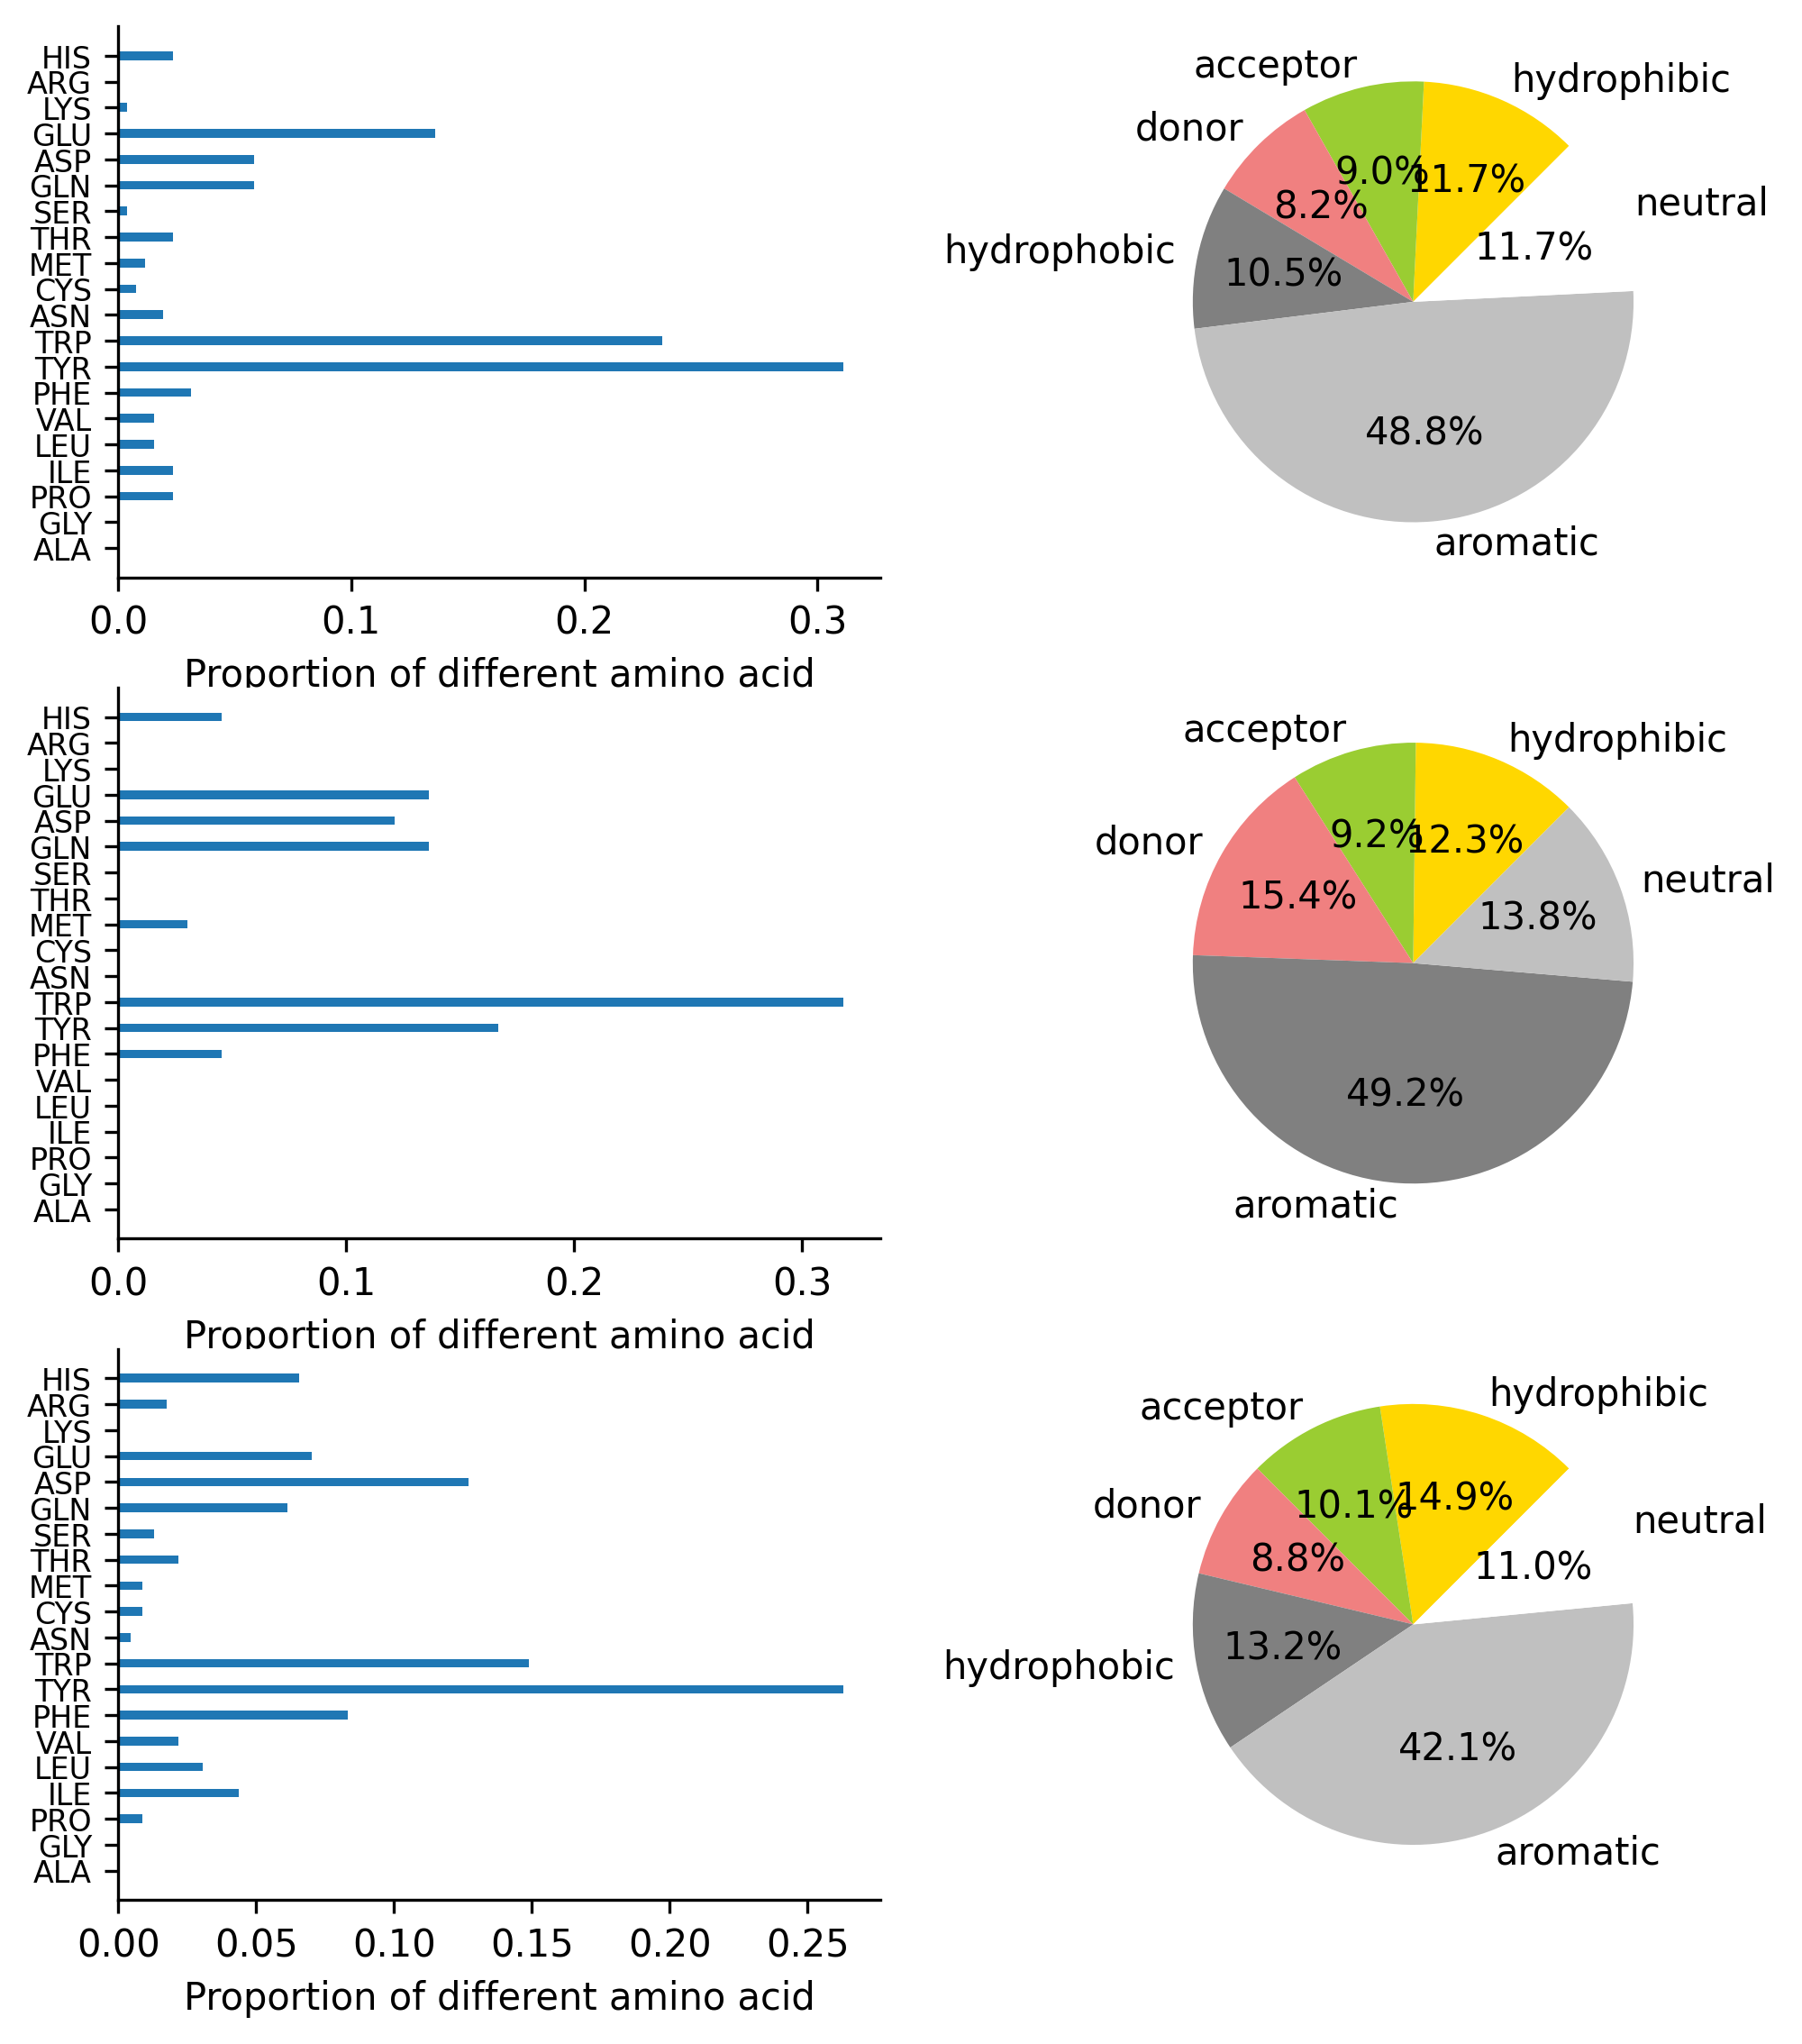 HIS
ARG
LYS
GLU
ASP
GLN
SER
THR
MET
CYS
ASN
TRP
TYR
PHE
VAL
LEU
ILE
PRO
GLY
ALA
0.0 0.1 0.2 0.3
Proportion of different amino acid
acceptor
hydrophibic
donor
neutral
hydrophobic
aromatic
9.0%
11.7%
8.2%
11.7%
10.5%
48.8%
HIS
ARG
LYS
GLU
ASP
GLN
SER
THR
MET
CYS
ASN
TRP
TYR
PHE
VAL
LEU
ILE
PRO
GLY
ALA
0.0 0.1 0.2 0.3
Proportion of different amino acid
acceptor
hydrophibic
donor
neutral
aromatic
9.2%
12.3%
15.4%
13.8%
49.2%
HIS
ARG
LYS
GLU
ASP
GLN
SER
THR
MET
CYS
ASN
TRP
TYR
PHE
VAL
LEU
ILE
PRO
GLY
ALA
0.00 0.05 0.10 0.15 0.20 0.25
Proportion of different amino acid
acceptor
hydrophibic
donor
neutral
hydrophobic
aromatic
10.1%
14.9%
8.8%
11.0%
13.2%
42.1%